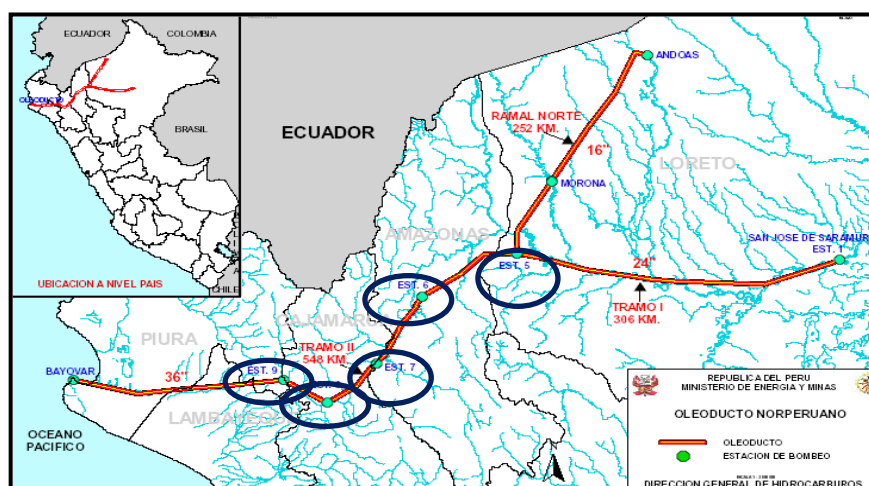 ECUADOR
COLOMBIA
OLEODUCTO
BRASIL
CHILE
UBICACION A NIVEL PAIS
ECUADOR
ANDOAS
RAMAL NORTE
252 KM.
16"
LORETO
MORONA
AMAZONAS
SAN JOSE DE SARAMUR
EST. 1
EST. 5
24"
TRAMO I
306 KM.
EST. 6
CAJAMARCA
TRAMO II
548 KM.
EST. 7
PIURA
EST. 9
36"
BAYOVAR
LAMBAYEQUE
OCEANO
PACIFICO
REPUBLICA DEL PERU
MINISTERIO DE ENERGIA Y MINAS
OLEODUCTO NORPERUANO
OLEODUCTO
ESTACION DE BOMBEO
DIRECCION GENERAL DE HIDROCARBUROS